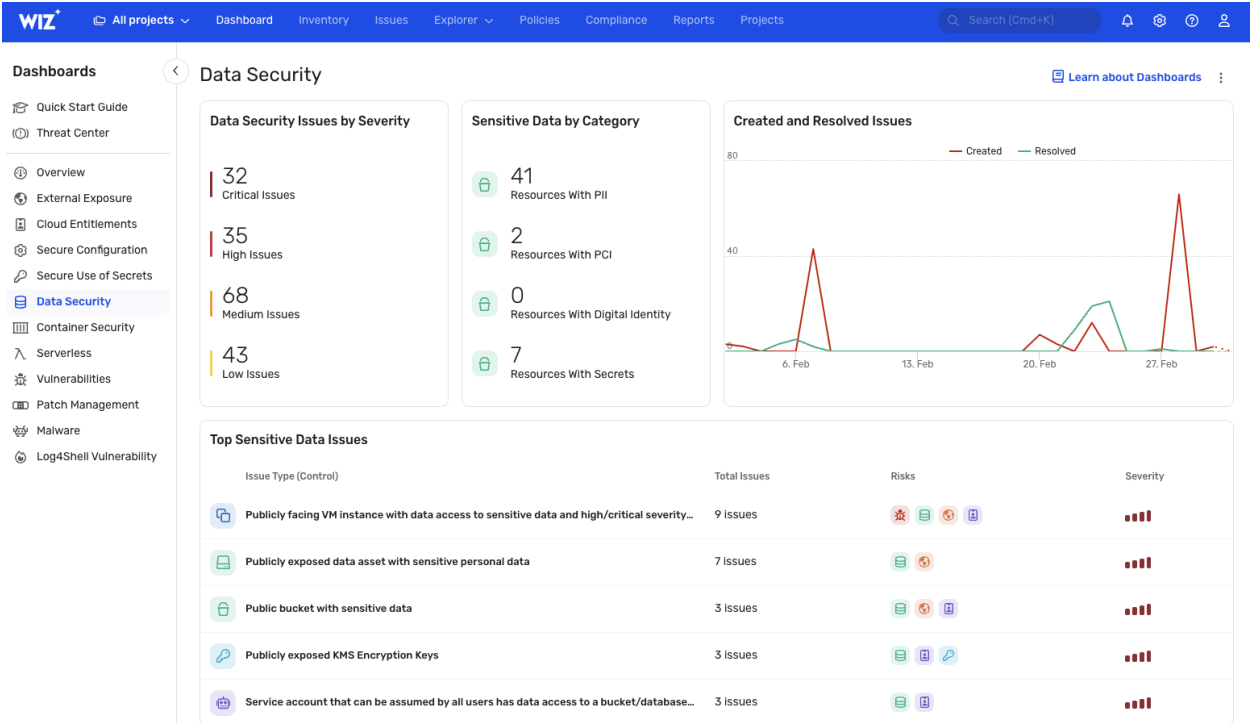 WIZ All projects Dashboard Inventory Issues Explorer Policies Compliance Reports Projects Search (Cmd+K)
Dashboards
Quick Start Guide
Threat Center
Overview
External Exposure
Cloud Entitlements
Secure Configuration
Secure Use of Secrets
Data Security
Container Security
Serverless
Vulnerabilities
Patch Management
Malware
Log4Shell Vulnerability
Data Security
Learn about Dashboards
Data Security Issues by Severity
32
Critical Issues
35
High Issues
68
Medium Issues
43
Low Issues
Sensitive Data by Category
41
Resources With PII
2
Resources With PCI
0
Resources With Digital Identity
7
Resources With Secrets
Created and Resolved Issues
Created Resolved
80
40
0
6. Feb 13. Feb 20. Feb 27. Feb
Top Sensitive Data Issues
Issue Type (Control) Total Issues Risks Severity
Publicly facing VM instance with data access to sensitive data and high/critical severity... 9 issues
Publicly exposed data asset with sensitive personal data 7 issues
Public bucket with sensitive data 3 issues
Publicly exposed KMS Encryption Keys 3 issues
Service account that can be assumed by all users has data access to a bucket/database... 3 issues